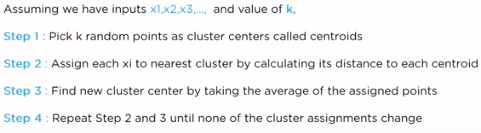 Assuming we have inputs x1,x2,x3,..., and value of k,
Step 1 : Pick k random points as cluster centers called centroids
Step 2 : Assign each xi to nearest cluster by calculating its distance to each centroid
Step 3 : Find new cluster center by taking the average of the assigned points
Step 4 : Repeat Step 2 and 3 until none of the cluster assignments change